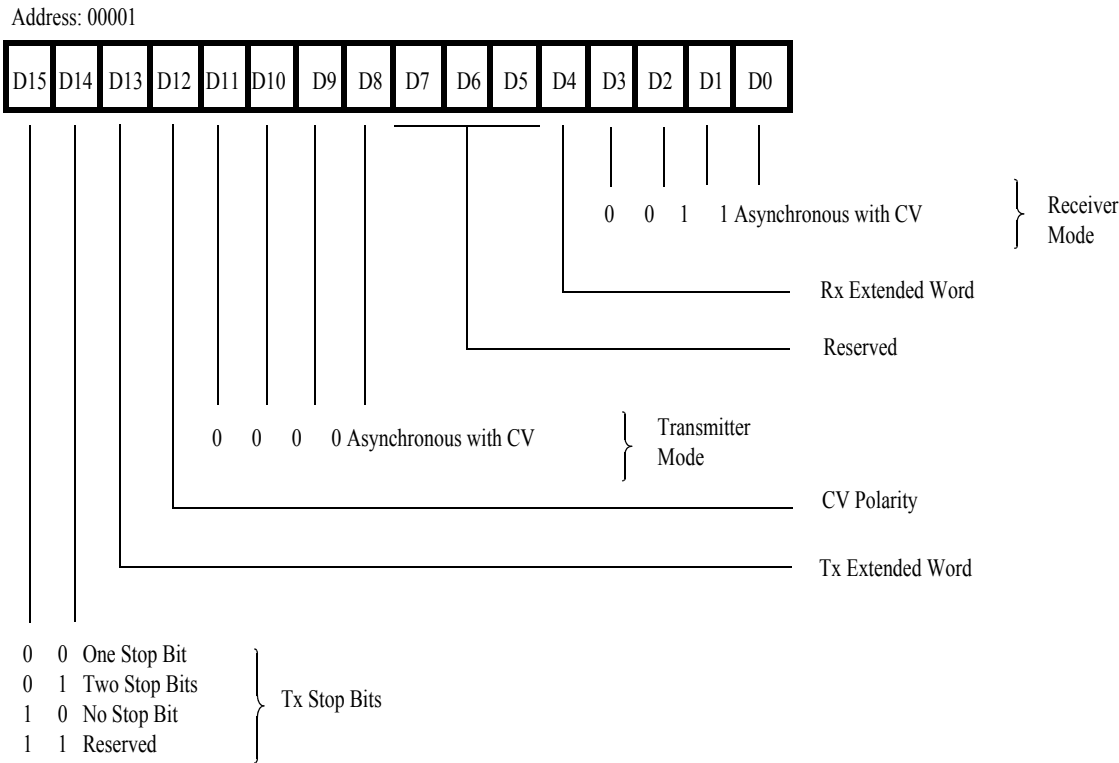 Address: 00001
D15 D14 D13 D12 D11 D10 D9 D8 D7 D6 D5 D4 D3 D2 D1 D0
0 0 1 1 Asynchronous with CV
Receiver
Mode
Rx Extended Word
Reserved
0 0 0 0 Asynchronous with CV
Transmitter
Mode
CV Polarity
Tx Extended Word
0 0 One Stop Bit
0 1 Two Stop Bits
1 0 No Stop Bit
1 1 Reserved
Tx Stop Bits